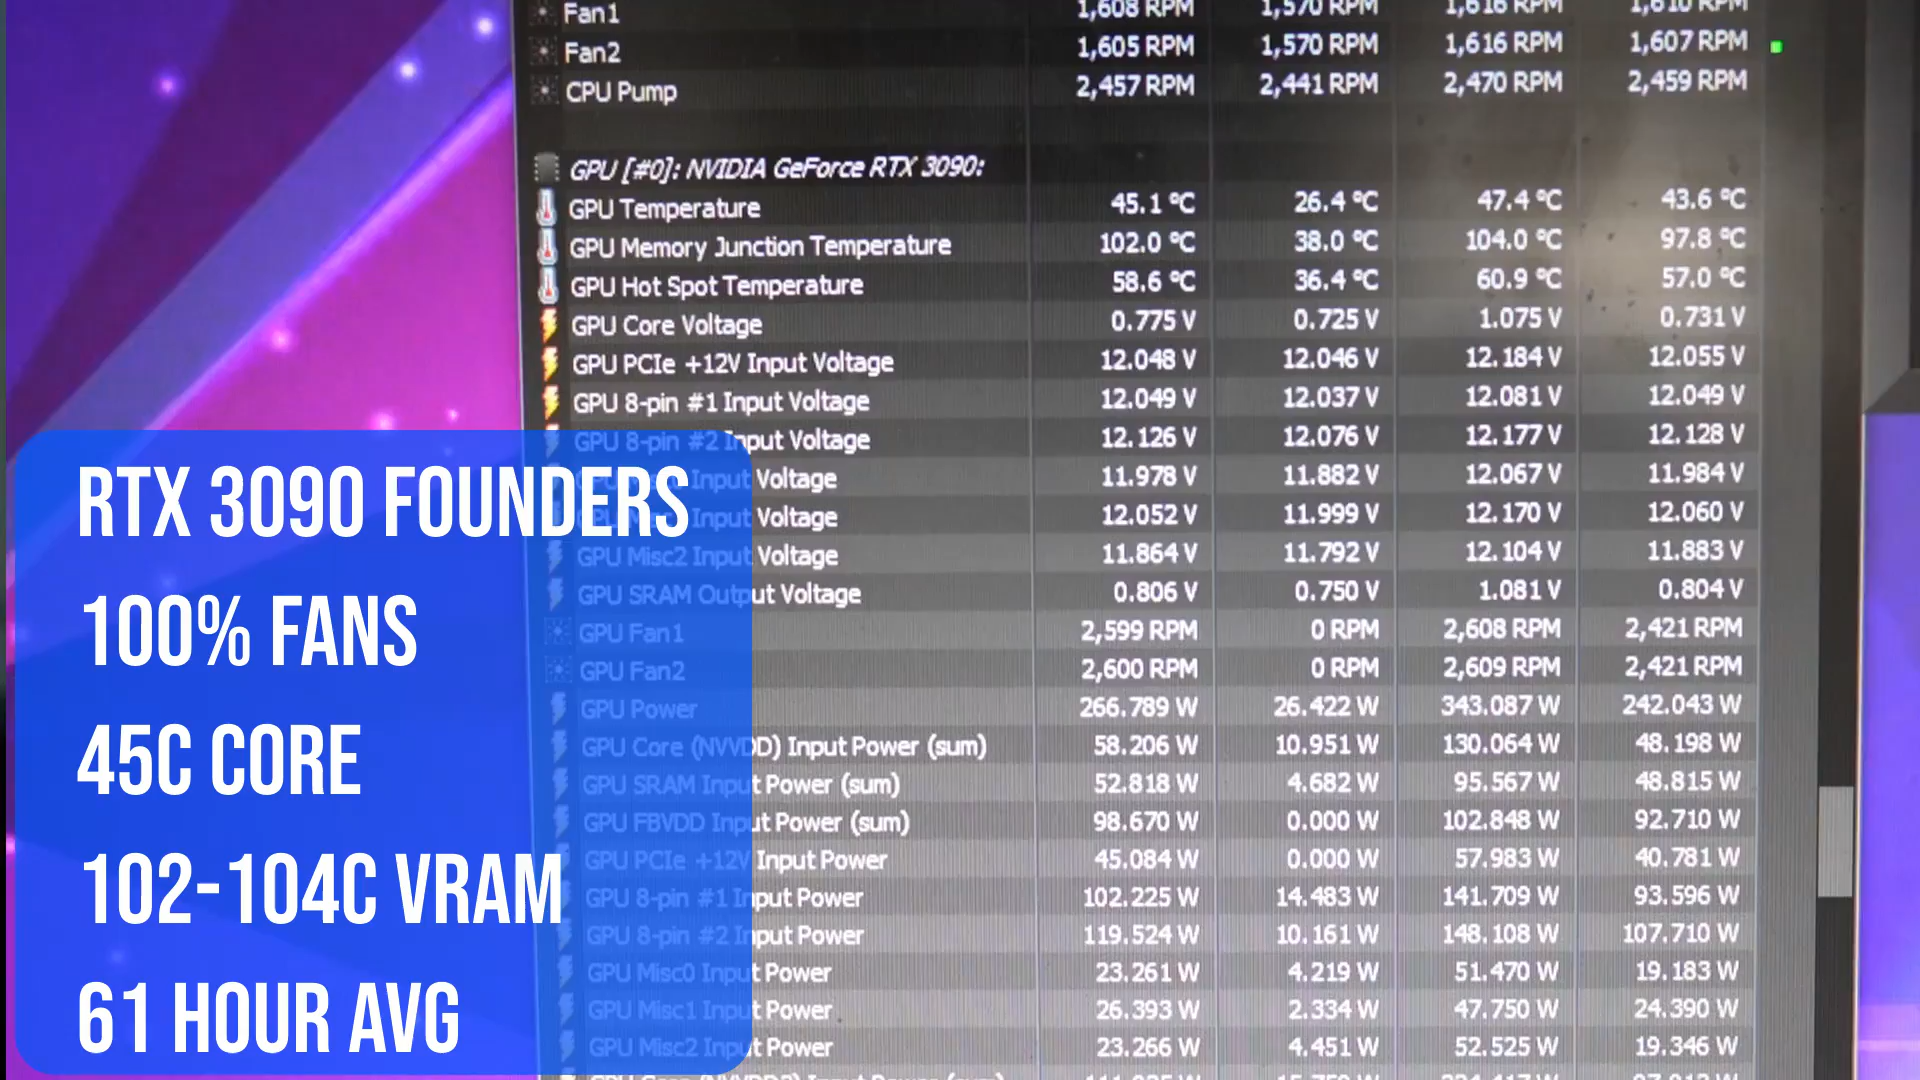 Fan1 1,608 RPM 1,570 RPM 1,616 RPM 1,610 RPM
Fan2 1,605 RPM 1,570 RPM 1,616 RPM 1,607 RPM
CPU Pump 2,457 RPM 2,441 RPM 2,470 RPM 2,459 RPM
GPU [#0]: NVIDIA GeForce RTX 3090:
GPU Temperature 45.1 °C 26.4 °C 47.4 °C 43.6 °C
GPU Memory Junction Temperature 102.0 °C 38.0 °C 104.0 °C 97.8 °C
GPU Hot Spot Temperature 58.6 °C 36.4 °C 60.9 °C 57.0 °C
GPU Core Voltage 0.775 V 0.725 V 1.075 V 0.731 V
GPU PCIe +12V Input Voltage 12.048 V 12.046 V 12.184 V 12.055 V
GPU 8-pin #1 Input Voltage 12.049 V 12.037 V 12.081 V 12.049 V
GPU 8-pin #2 Input Voltage 12.126 V 12.076 V 12.177 V 12.128 V
Input Voltage 11.978 V 11.882 V 12.067 V 11.984 V
Input Voltage 12.052 V 11.999 V 12.170 V 12.060 V
GPU Misc2 Input Voltage 11.864 V 11.792 V 12.104 V 11.883 V
GPU SRAM Output Voltage 0.806 V 0.750 V 1.081 V 0.804 V
GPU Fan1 2,599 RPM 0 RPM 2,608 RPM 2,421 RPM
GPU Fan2 2,600 RPM 0 RPM 2,609 RPM 2,421 RPM
GPU Power 266.789 W 26.422 W 343.087 W 242.043 W
GPU Core (NVVDD) Input Power (sum) 58.206 W 10.951 W 130.064 W 48.198 W
GPU SRAM Input Power (sum) 52.818 W 4.682 W 95.567 W 48.815 W
GPU FBVDD Input Power (sum) 98.670 W 0.000 W 102.848 W 92.710 W
GPU PCIe +12V Input Power 45.084 W 0.000 W 57.983 W 40.781 W
GPU 8-pin #1 Input Power 102.225 W 14.483 W 141.709 W 93.596 W
GPU 8-pin #2 Input Power 119.524 W 10.161 W 148.108 W 107.710 W
GPU Misc0 Input Power 23.261 W 4.219 W 51.470 W 19.183 W
GPU Misc1 Input Power 26.393 W 2.334 W 47.750 W 24.390 W
GPU Misc2 Input Power 23.266 W 4.451 W 52.525 W 19.346 W
RTX 3090 FOUNDERS
100% FANS
45C CORE
102-104C VRAM
61 HOUR AVG